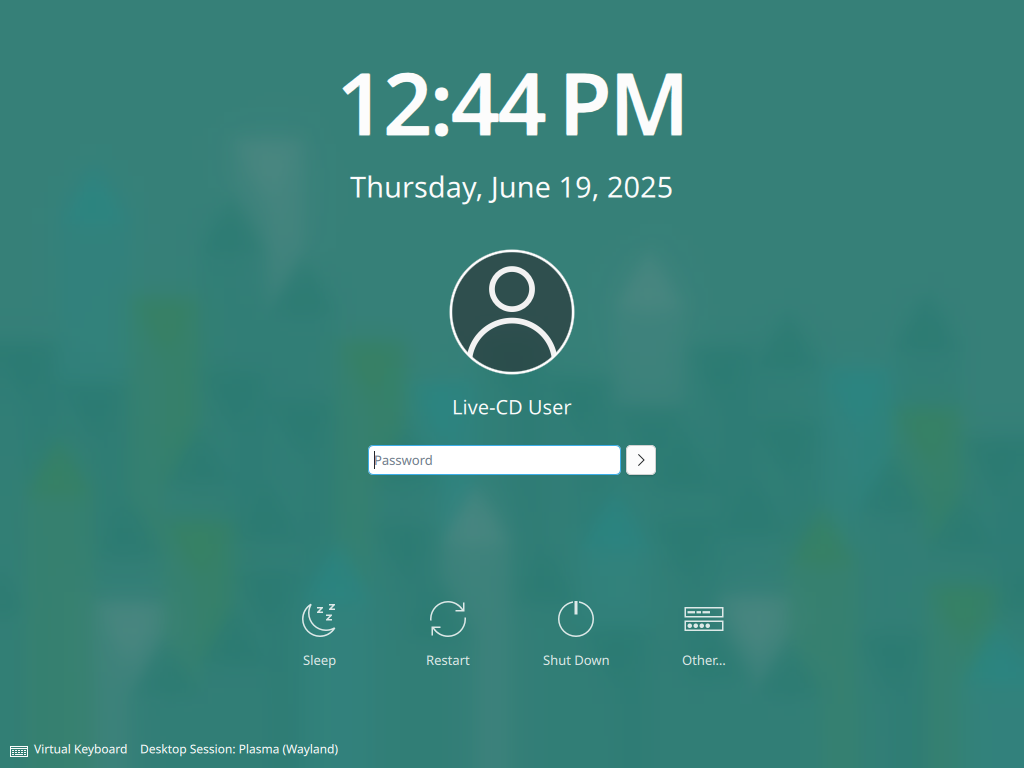 12:44 PM
Thursday, June 19, 2025
Live-CD User
Password
Sleep
Restart
Shut Down
Other...
Virtual Keyboard
Desktop Session: Plasma (Wayland)